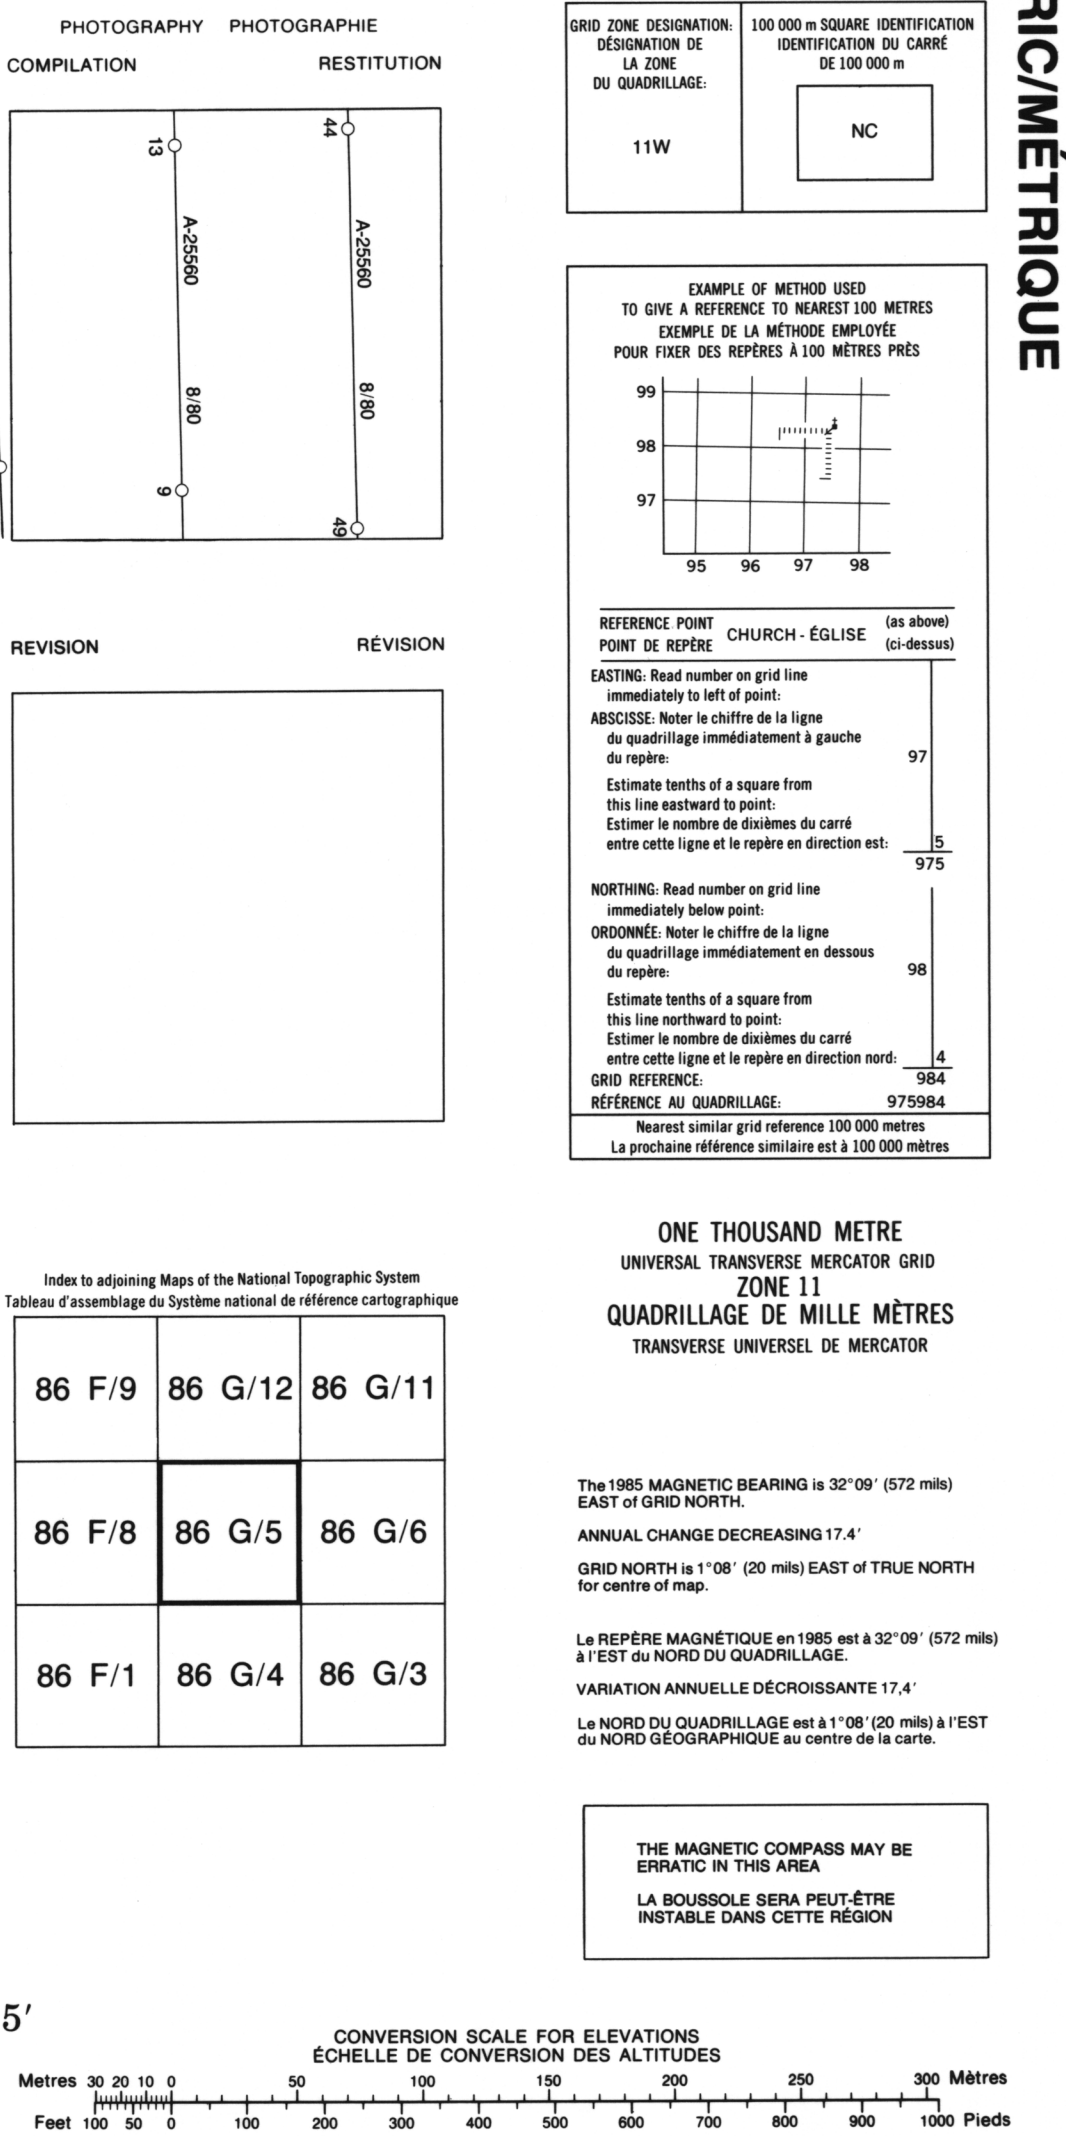 PHOTOGRAPHY PHOTOGRAPHIE
COMPILATION RESTITUTION
13
44
A-25560
A-25560
8/80
8/80
9
49
REVISION RÉVISION
Index to adjoining Maps of the National Topographic System
Tableau d'assemblage du Système national de référence cartographique
86 F/9 86 G/12 86 G/11
86 F/8 86 G/5 86 G/6
86 F/1 86 G/4 86 G/3
GRID ZONE DESIGNATION:
DÉSIGNATION DE
LA ZONE
DU QUADRILLAGE:
11W
100 000 m SQUARE IDENTIFICATION
IDENTIFICATION DU CARRÉ
DE 100 000 m
NC
RIC/MÉTRIQUE
EXAMPLE OF METHOD USED
TO GIVE A REFERENCE TO NEAREST 100 METRES
EXEMPLE DE LA MÉTHODE EMPLOYÉE
POUR FIXER DES REPÈRES À 100 MÈTRES PRÈS
99
98
97
95 96 97 98
REFERENCE POINT
POINT DE REPÈRE
CHURCH - ÉGLISE
(as above)
(ci-dessus)
EASTING: Read number on grid line
immediately to left of point:
ABSCISSE: Noter le chiffre de la ligne
du quadrillage immédiatement à gauche
du repère: 97
Estimate tenths of a square from
this line eastward to point:
Estimer le nombre de dixièmes du carré
entre cette ligne et le repère en direction est: 5
975
NORTHING: Read number on grid line
immediately below point:
ORDONNÉE: Noter le chiffre de la ligne
du quadrillage immédiatement en dessous
du repère: 98
Estimate tenths of a square from
this line northward to point:
Estimer le nombre de dixièmes du carré
entre cette ligne et le repère en direction nord: 4
GRID REFERENCE: 984
RÉFÉRENCE AU QUADRILLAGE: 975984
Nearest similar grid reference 100 000 metres
La prochaine référence similaire est à 100 000 mètres
ONE THOUSAND METRE
UNIVERSAL TRANSVERSE MERCATOR GRID
ZONE 11
QUADRILLAGE DE MILLE MÈTRES
TRANSVERSE UNIVERSEL DE MERCATOR
The 1985 MAGNETIC BEARING is 32°09' (572 mils)
EAST of GRID NORTH.
ANNUAL CHANGE DECREASING 17.4'
GRID NORTH is 1°08' (20 mils) EAST of TRUE NORTH
for centre of map.
Le REPÈRE MAGNÉTIQUE en 1985 est à 32°09' (572 mils)
à l'EST du NORD DU QUADRILLAGE.
VARIATION ANNUELLE DÉCROISSANTE 17,4'
Le NORD DU QUADRILLAGE est à 1°08' (20 mils) à l'EST
du NORD GÉOGRAPHIQUE au centre de la carte.
THE MAGNETIC COMPASS MAY BE
ERRATIC IN THIS AREA
LA BOUSSOLE SERA PEUT-ÊTRE
INSTABLE DANS CETTE RÉGION
5'
CONVERSION SCALE FOR ELEVATIONS
ÉCHELLE DE CONVERSION DES ALTITUDES
Metres 30 20 10 0 50 100 150 200 250 300 Mètres
Feet 100 50 0 100 200 300 400 500 600 700 800 900 1000 Pieds